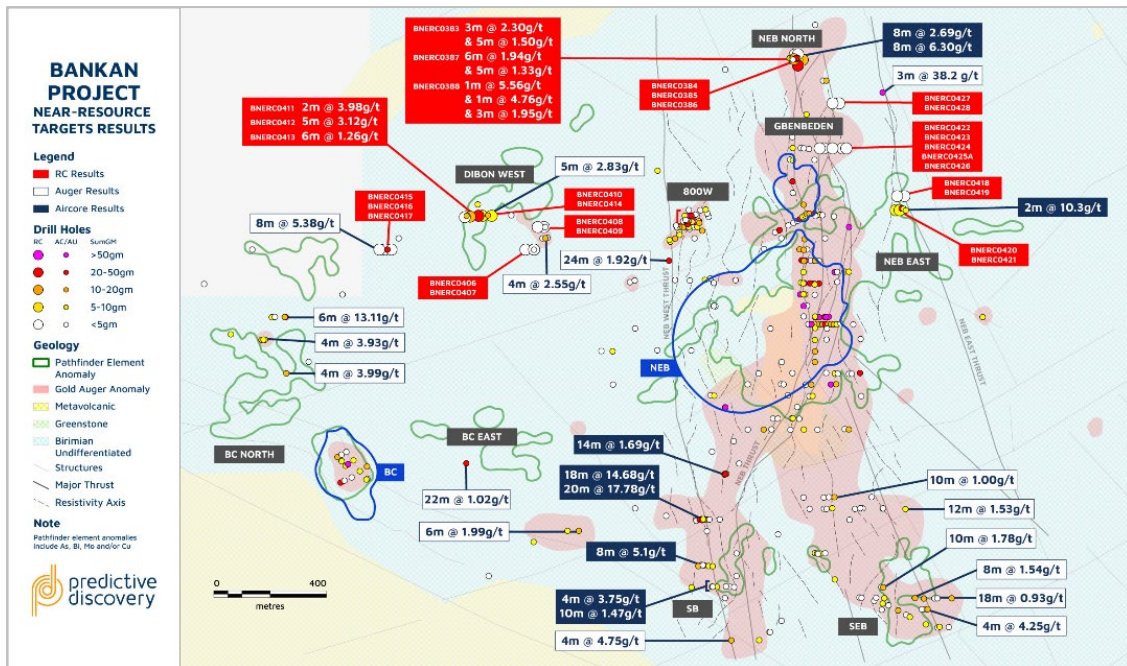 BANKAN
PROJECT
NEAR-RESOURCE
TARGETS RESULTS
Legend
RC Results
Auger Results
Aircore Results
Drill Holes
RC AC/AU SumGM
>50gm
20-50gm
10-20gm
5-10gm
<5gm
Geology
Pathfinder Element
Anomaly
Gold Auger Anomaly
Metavolcanic
Greenstone
Birimian
Undifferentiated
Structures
Major Thrust
Resistivity Axis
Note
Pathfinder element anomalies
include As, Bi, Mo and/or Cu
predictive
discovery
BNERC0383 3m @ 2.30g/t
& 5m @ 1.50g/t
BNERC0387 6m @ 1.94g/t
& 5m @ 1.33g/t
BNERC0388 1m @ 5.56g/t
& 1m @ 4.76g/t
& 3m @ 1.95g/t
NEB NORTH
8m @ 2.69g/t
8m @ 6.30g/t
3m @ 38.2 g/t
BNERC0384
BNERC0385
BNERC0386
BNERC0411 2m @ 3.98g/t
BNERC0412 5m @ 3.12g/t
BNERC0413 6m @ 1.26g/t
BNERC0427
BNERC0428
GBENBEDEN
BNERC0422
BNERC0423
BNERC0424
BNERC0425A
BNERC0426
DIBON WEST
5m @ 2.83g/t
800W
BNERC0415
BNERC0416
BNERC0417
BNERC0410
BNERC0414
BNERC0418
BNERC0419
8m @ 5.38g/t
BNERC0408
BNERC0409
2m @ 10.3g/t
24m @ 1.92g/t
NEB EAST
BNERC0420
BNERC0421
BNERC0406
BNERC0407
4m @ 2.55g/t
NEB WEST THRUST
NEB EAST THRUST
6m @ 13.11g/t
4m @ 3.93g/t
4m @ 3.99g/t
NEB
BC NORTH
BC EAST
BC
14m @ 1.69g/t
NEB THRUST
18m @ 14.68g/t
20m @ 17.78g/t
22m @ 1.02g/t
10m @ 1.00g/t
12m @ 1.53g/t
6m @ 1.99g/t
10m @ 1.78g/t
8m @ 5.1g/t
8m @ 1.54g/t
4m @ 3.75g/t
10m @ 1.47g/t
18m @ 0.93g/t
SB
SEB
4m @ 4.25g/t
4m @ 4.75g/t
0 400
metres